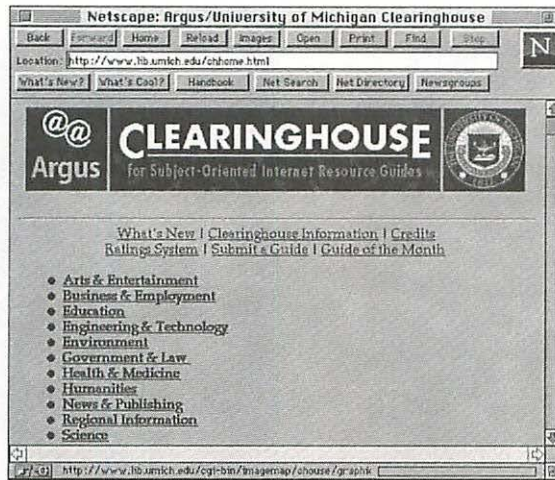 Netscape: Argus/University of Michigan Clearinghouse
Back Forward Home Reload Images Open Print Find Stop
N
Location: http://www.lib.umich.edu/chhome.html
What's New? What's Cool? Handbook Net Search Net Directory Newsgroups
@@
Argus
CLEARINGHOUSE
for Subject-Oriented Internet Resource Guides
What's New | Clearinghouse Information | Credits
Ratings System | Submit a Guide | Guide of the Month
Arts & Entertainment
Business & Employment
Education
Engineering & Technology
Environment
Government & Law
Health & Medicine
Humanities
News & Publishing
Regional Information
Science
http://www.lib.umich.edu/cgi-bin/imagemap/chouse/graphi